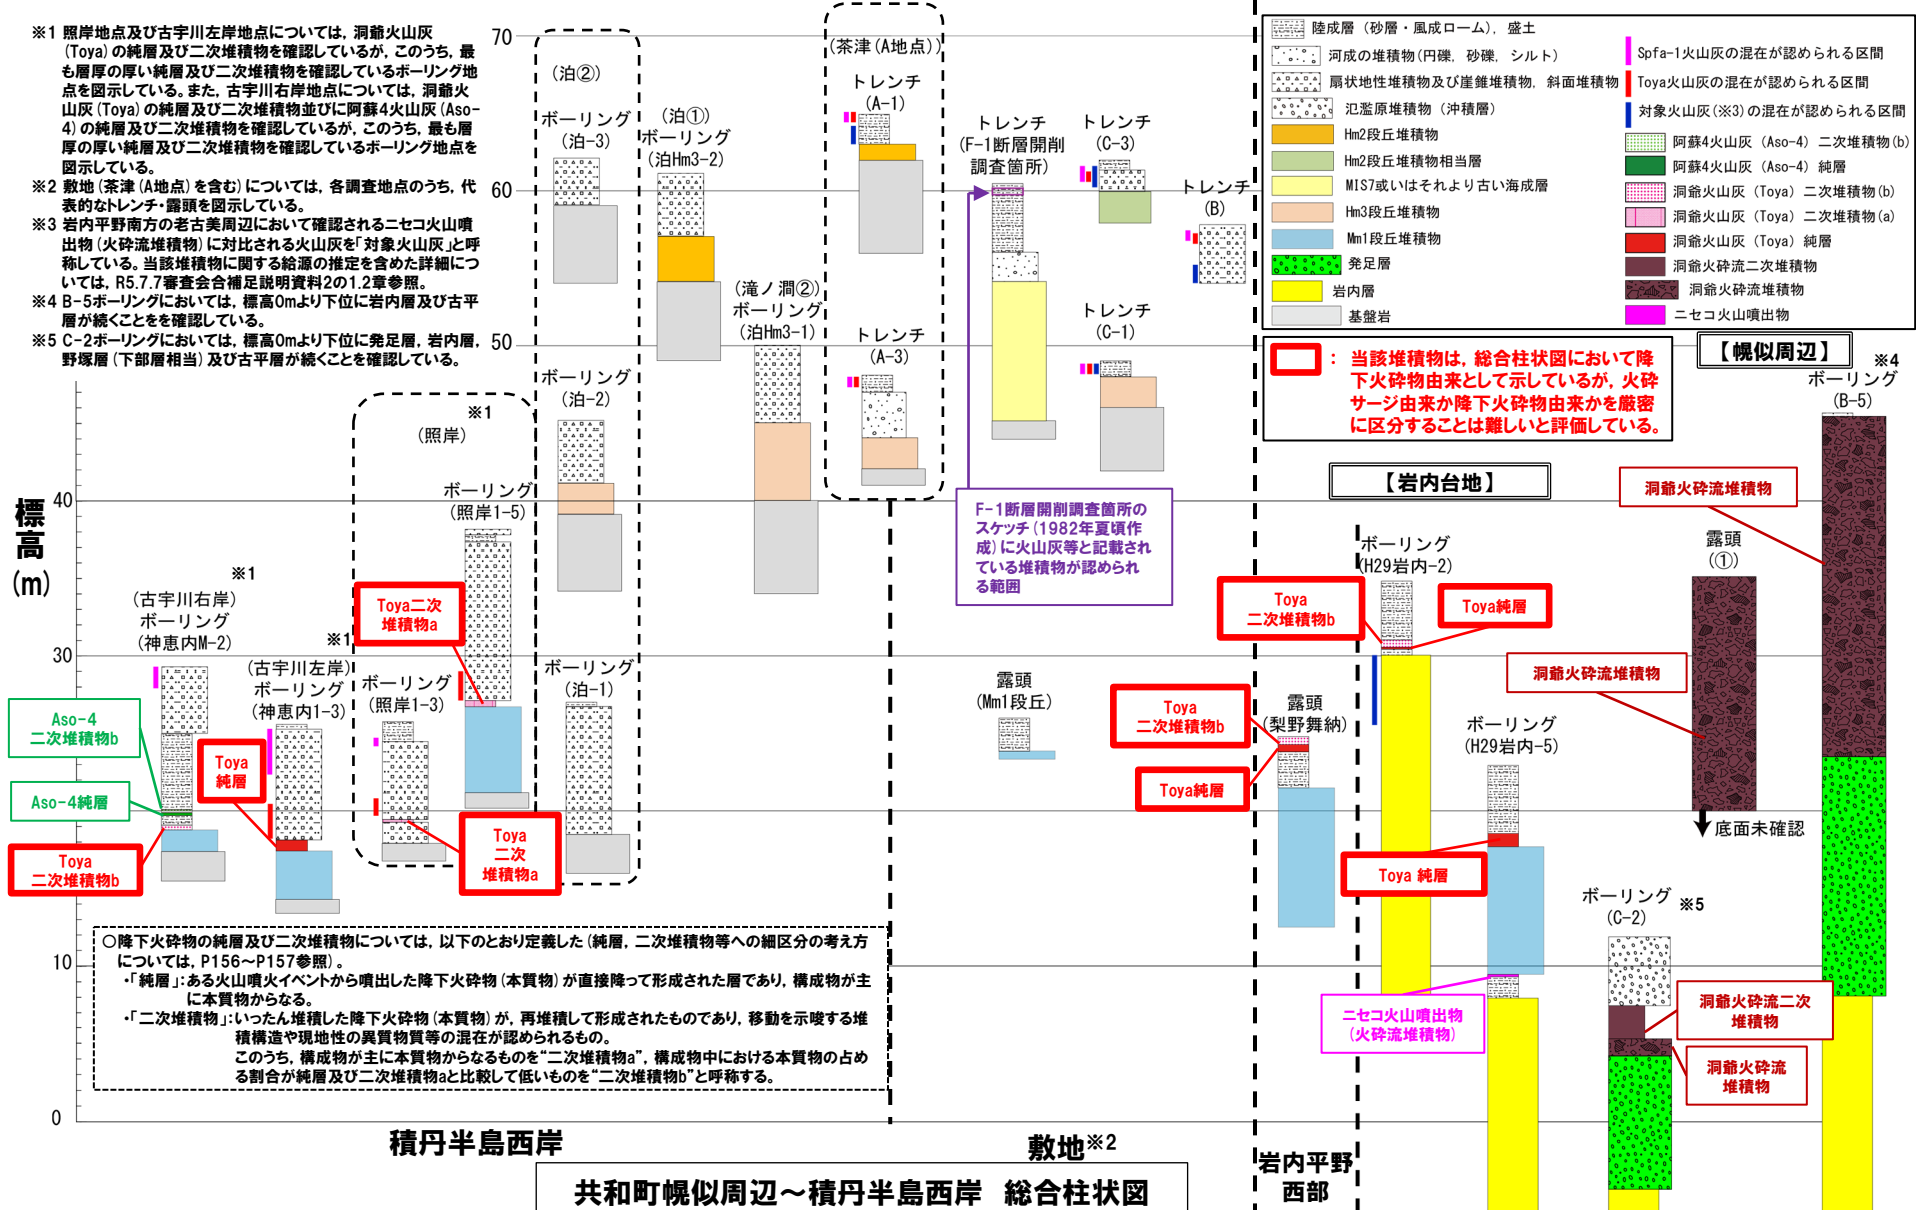 ※1 照岸地点及び古宇川左岸地点については，洞爺火山灰
(Toya)の純層及び二次堆積物を確認しているが，このうち，最
も層厚の厚い純層及び二次堆積物を確認しているボーリング地
点を図示している。また，古宇川右岸地点については，洞爺火
山灰(Toya)の純層及び二次堆積物並びに阿蘇4火山灰(Aso-
4)の純層及び二次堆積物を確認しているが，このうち，最も層
厚の厚い純層及び二次堆積物を確認しているボーリング地点を
図示している。
※2 敷地(茶津(A地点)を含む)については，各調査地点のうち，代
表的なトレンチ・露頭を図示している。
※3 岩内平野南方の老古美周辺において確認されるニセコ火山噴
出物(火砕流堆積物)に対比される火山灰を「対象火山灰」と呼
称している。当該堆積物に関する給源の推定を含めた詳細につ
いては，R5.7.7審査会合補足説明資料2の1.2章参照。
※4 B-5ボーリングにおいては，標高0mより下位に岩内層及び古平
層が続くことをを確認している。
※5 C-2ボーリングにおいては，標高0mより下位に発足層，岩内層，
野塚層(下部層相当)及び古平層が続くことを確認している。
陸成層（砂層・風成ローム），盛土
河成の堆積物(円礫，砂礫，シルト)
扇状地性堆積物及び崖錐堆積物，斜面堆積物
氾濫原堆積物（沖積層）
Hm2段丘堆積物
Hm2段丘堆積物相当層
MIS7或いはそれより古い海成層
Hm3段丘堆積物
Mm1段丘堆積物
発足層
岩内層
基盤岩
Spfa-1火山灰の混在が認められる区間
Toya火山灰の混在が認められる区間
対象火山灰(※3)の混在が認められる区間
阿蘇4火山灰（Aso-4）二次堆積物(b)
阿蘇4火山灰（Aso-4）純層
洞爺火山灰（Toya）二次堆積物(b)
洞爺火山灰（Toya）二次堆積物(a)
洞爺火山灰（Toya）純層
洞爺火砕流二次堆積物
洞爺火砕流堆積物
ニセコ火山噴出物
：当該堆積物は，総合柱状図において降
下火砕物由来として示しているが，火砕
サージ由来か降下火砕物由来かを厳密
に区分することは難しいと評価している。
標高
(m)
70
60
50
40
30
10
0
(泊②)
ボーリング
(泊-3)
(泊①)
ボーリング
(泊Hm3-2)
(滝ノ澗②)
ボーリング
(泊Hm3-1)
(茶津(A地点))
トレンチ
(A-1)
トレンチ
(A-3)
トレンチ
(F-1断層開削
調査箇所)
トレンチ
(C-3)
トレンチ
(B)
トレンチ
(C-1)
ボーリング
(泊-2)
※1
(照岸)
ボーリング
(照岸1-5)
※1
(古宇川右岸)
ボーリング
(神恵内M-2)
※1
(古宇川左岸)
ボーリング
(神恵内1-3)
ボーリング
(照岸1-3)
ボーリング
(泊-1)
Toya二次
堆積物a
Aso-4
二次堆積物b
Aso-4純層
Toya
二次堆積物b
Toya
純層
Toya
二次
堆積物a
F-1断層開削調査箇所の
スケッチ(1982年夏頃作
成)に火山灰等と記載され
ている堆積物が認められ
る範囲
露頭
(Mm1段丘)
Toya
二次堆積物b
Toya純層
露頭
(梨野舞納)
【岩内台地】
ボーリング
(H29岩内-2)
Toya
二次堆積物b
Toya純層
ボーリング
(H29岩内-5)
Toya 純層
ニセコ火山噴出物
(火砕流堆積物)
【幌似周辺】
※4
ボーリング
(B-5)
洞爺火砕流堆積物
露頭
(①)
洞爺火砕流堆積物
底面未確認
ボーリング
(C-2)
※5
洞爺火砕流二次
堆積物
洞爺火砕流
堆積物
○降下火砕物の純層及び二次堆積物については，以下のとおり定義した(純層，二次堆積物等への細区分の考え方
については，P156～P157参照)。
・「純層」：ある火山噴火イベントから噴出した降下火砕物(本質物)が直接降って形成された層であり，構成物が主
に本質物からなる。
・「二次堆積物」：いったん堆積した降下火砕物(本質物)が，再堆積して形成されたものであり，移動を示唆する堆
積構造や現地性の異質物質等の混在が認められるもの。
このうち，構成物が主に本質物からなるものを“二次堆積物a”，構成物中における本質物の占め
る割合が純層及び二次堆積物aと比較して低いものを“二次堆積物b”と呼称する。
積丹半島西岸
敷地※2
岩内平野
西部
共和町幌似周辺～積丹半島西岸 総合柱状図